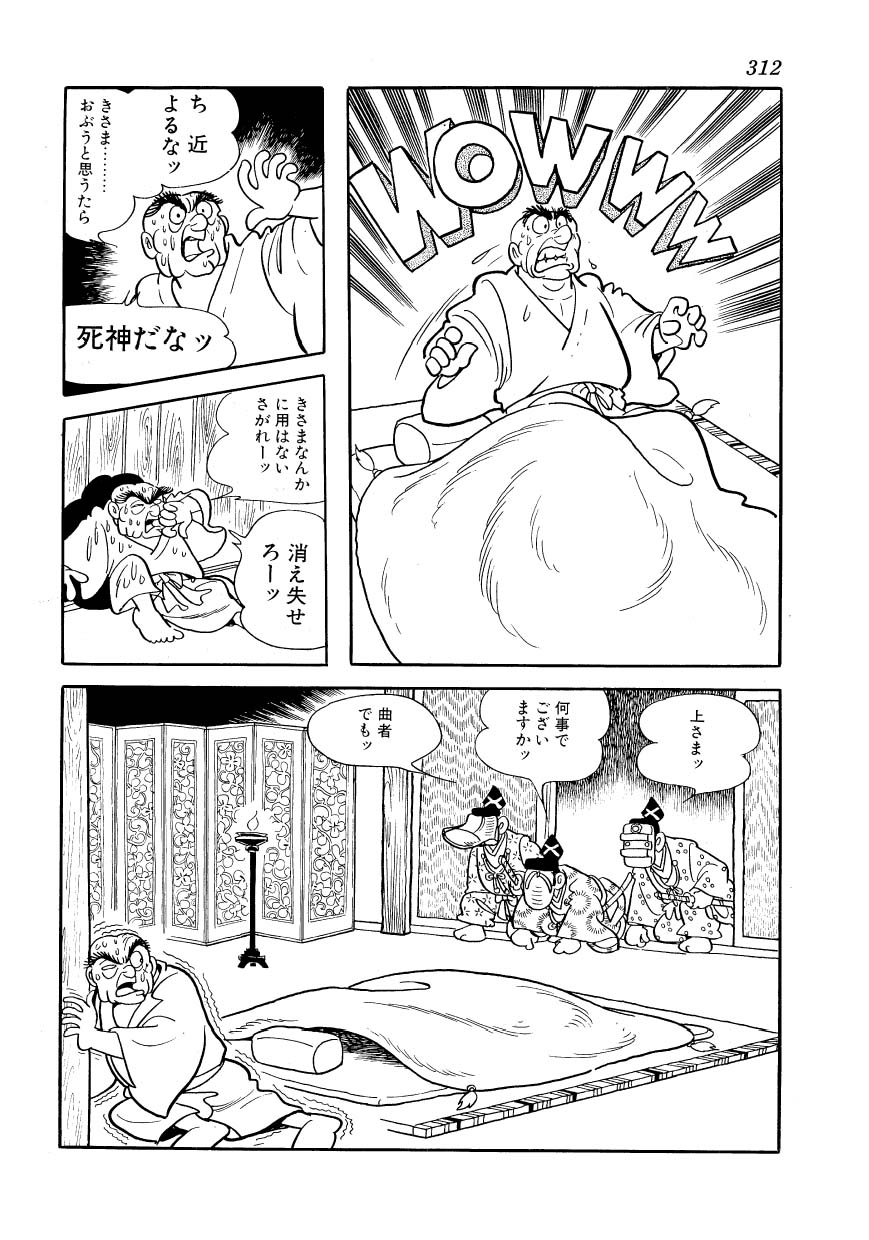 312
WOWWW
ち近
よるなッ
きさま………
おぶうと思うたら
死神だなッ
きさまなんか
に用はない
さがれーッ
消え失せ
ろーッ
上さまッ
何事で
ござい
ますかッ
曲者
でもッ